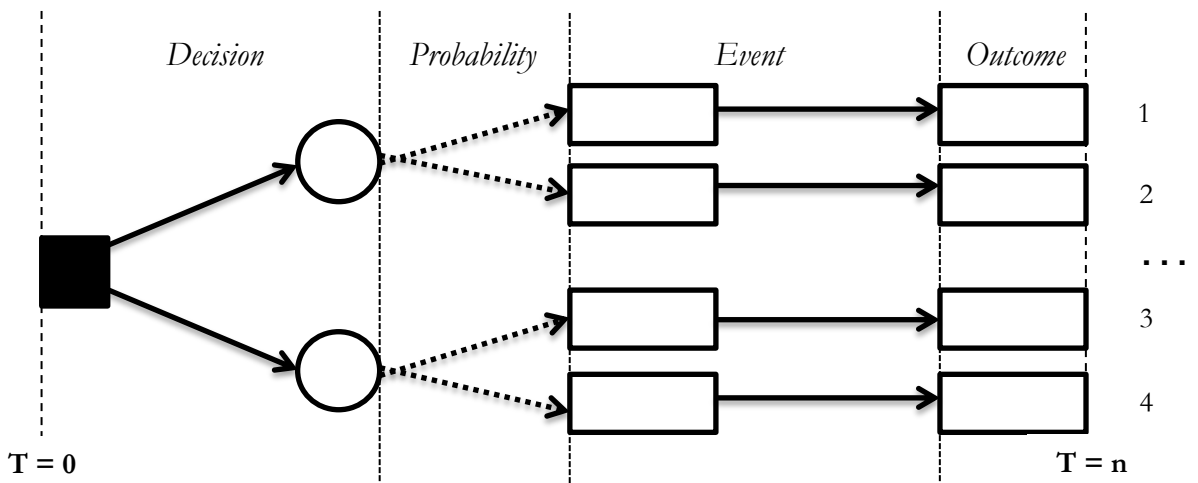 Decision Probability Event Outcome
1
2
...
3
4
T = 0 T = n